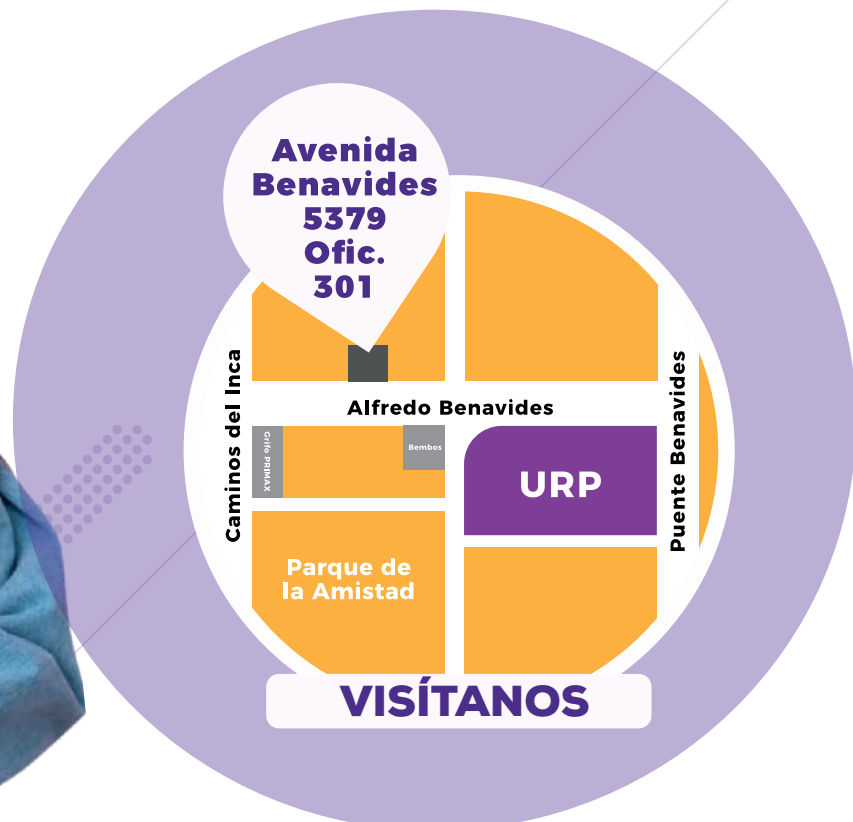 Avenida
Benavides
5379
Ofic.
301
Caminos del Inca
Alfredo Benavides
Puente Benavides
Grifo PRIMAX
Bembos
URP
Parque de
la Amistad
VISÍTANOS